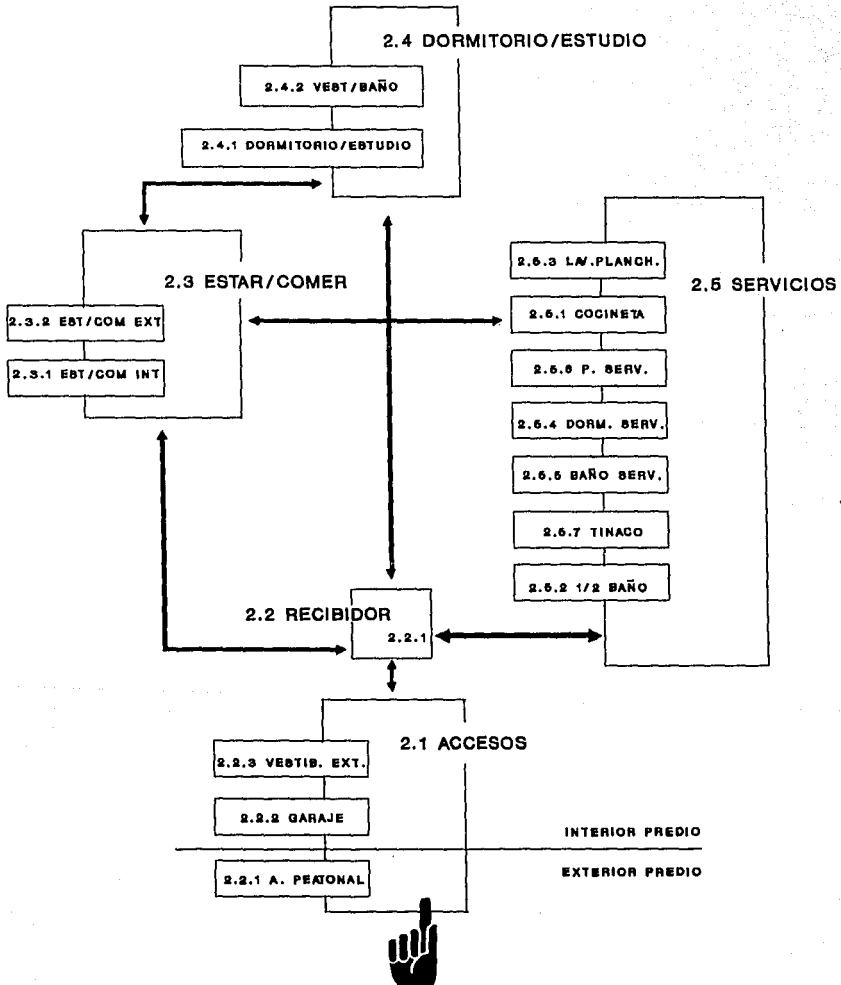 2.4 DORMITORIO/ESTUDIO
2.4.2 VEST/BAÑO
2.4.1 DORMITORIO/ESTUDIO
2.3 ESTAR/COMER
2.3.2 EST/COM EXT
2.3.1 EST/COM INT
2.5 SERVICIOS
2.5.3 LAV.PLANCH.
2.5.1 COCINETA
2.5.6 P. SERV.
2.5.4 DORM. SERV.
2.5.5 BAÑO SERV.
2.5.7 TINACO
2.5.2 1/2 BAÑO
2.2 RECIBIDOR
2.2.1
2.1 ACCESOS
2.2.3 VESTIB. EXT.
2.2.2 GARAJE
INTERIOR PREDIO
EXTERIOR PREDIO
2.2.1 A. PEATONAL